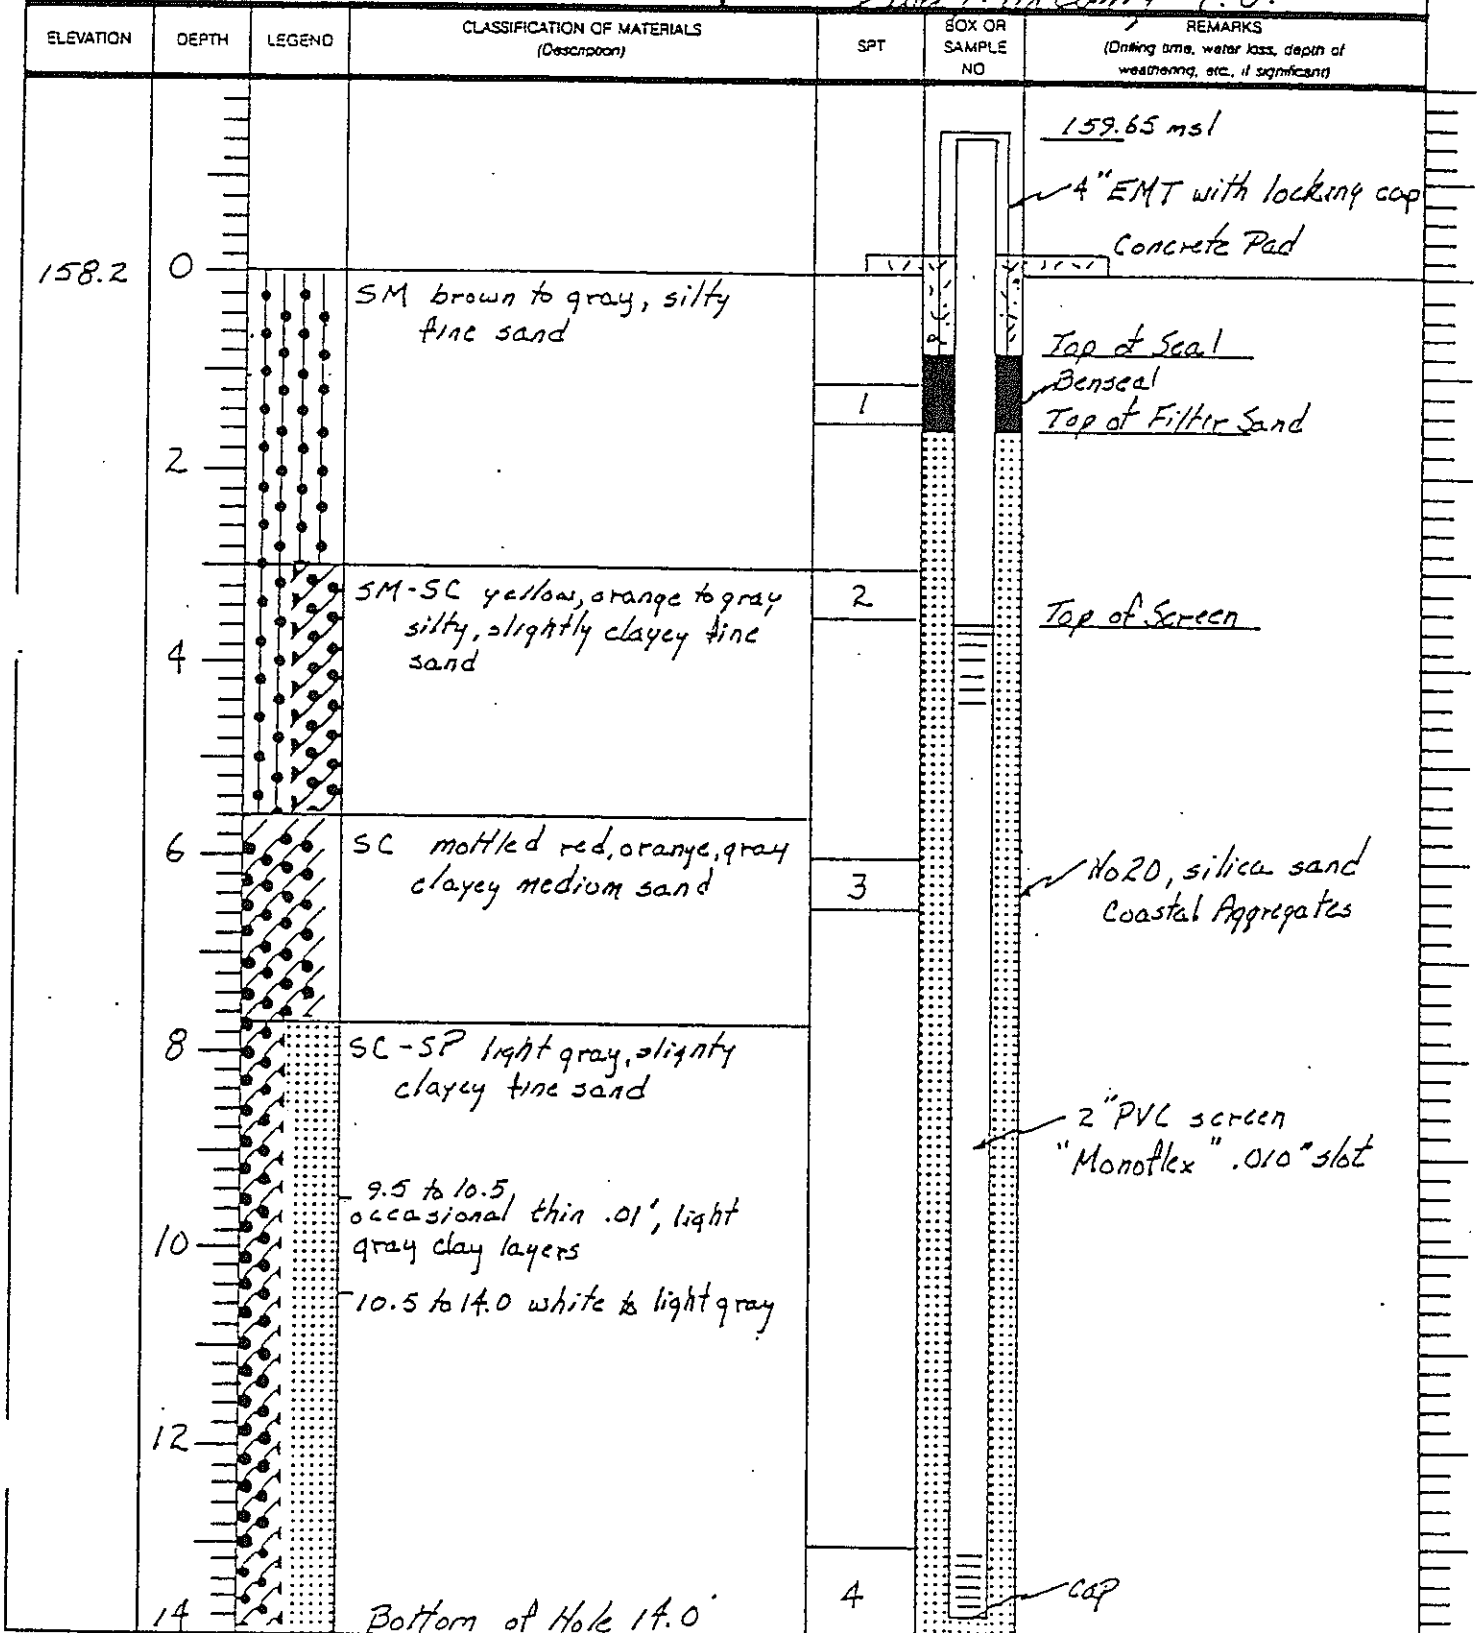 ELEVATION DEPTH LEGEND CLASSIFICATION OF MATERIALS (Description) SPT BOX OR SAMPLE NO REMARKS (Drilling time, water loss, depth of weathering, etc., if significant)
159.65 msl
4" EMT with locking cap
Concrete Pad
158.2 0
SM brown to gray, silty
fine sand
Top of Seal
Benseal
1
Top of Filter Sand
2
SM-SC yellow, orange to gray
silty, slightly clayey fine
sand
2
Top of Screen
4
6
SC mottled red, orange, gray
clayey medium sand
3
No20, silica sand
Coastal Aggregates
8
SC-SP light gray, slighty
clayey fine sand
2" PVC screen
"Monoflex" .010" slot
9.5 to 10.5
occasional thin .01', light
gray clay layers
10
10.5 to 14.0 white to light gray
12
4
cap
14
Bottom of Hole 14.0'